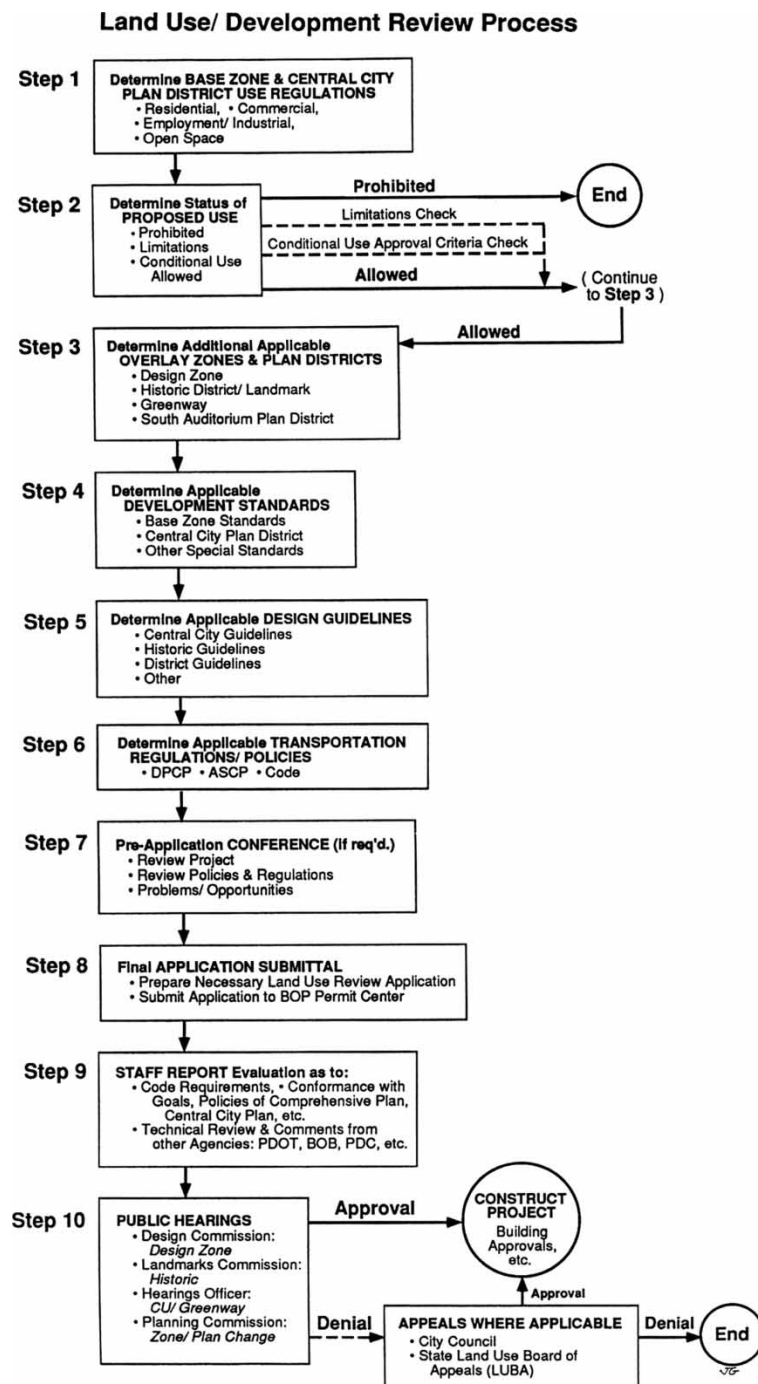 Land Use/ Development Review Process
Step 1
Determine BASE ZONE & CENTRAL CITY
PLAN DISTRICT USE REGULATIONS
• Residential, • Commercial,
• Employment/ Industrial,
• Open Space
Step 2
Determine Status of
PROPOSED USE
• Prohibited
• Limitations
• Conditional Use
Allowed
Prohibited
End
Limitations Check
Conditional Use Approval Criteria Check
Allowed
( Continue
to Step 3 )
Allowed
Step 3
Determine Additional Applicable
OVERLAY ZONES & PLAN DISTRICTS
• Design Zone
• Historic District/ Landmark
• Greenway
• South Auditorium Plan District
Step 4
Determine Applicable
DEVELOPMENT STANDARDS
• Base Zone Standards
• Central City Plan District
• Other Special Standards
Step 5
Determine Applicable DESIGN GUIDELINES
• Central City Guidelines
• Historic Guidelines
• District Guidelines
• Other
Step 6
Determine Applicable TRANSPORTATION
REGULATIONS/ POLICIES
• DPCP • ASCP • Code
Step 7
Pre-Application CONFERENCE (if req'd.)
• Review Project
• Review Policies & Regulations
• Problems/ Opportunities
Step 8
Final APPLICATION SUBMITTAL
• Prepare Necessary Land Use Review Application
• Submit Application to BOP Permit Center
Step 9
STAFF REPORT Evaluation as to:
• Code Requirements, • Conformance with
Goals, Policies of Comprehensive Plan,
Central City Plan, etc.
• Technical Review & Comments from
other Agencies: PDOT, BOB, PDC, etc.
Step 10
PUBLIC HEARINGS
• Design Commission:
Design Zone
• Landmarks Commission:
Historic
• Hearings Officer:
CU/ Greenway
• Planning Commission:
Zone/ Plan Change
Approval
CONSTRUCT
PROJECT
Building
Approvals,
etc.
Approval
Denial
APPEALS WHERE APPLICABLE
• City Council
• State Land Use Board of
Appeals (LUBA)
Denial
End
JG